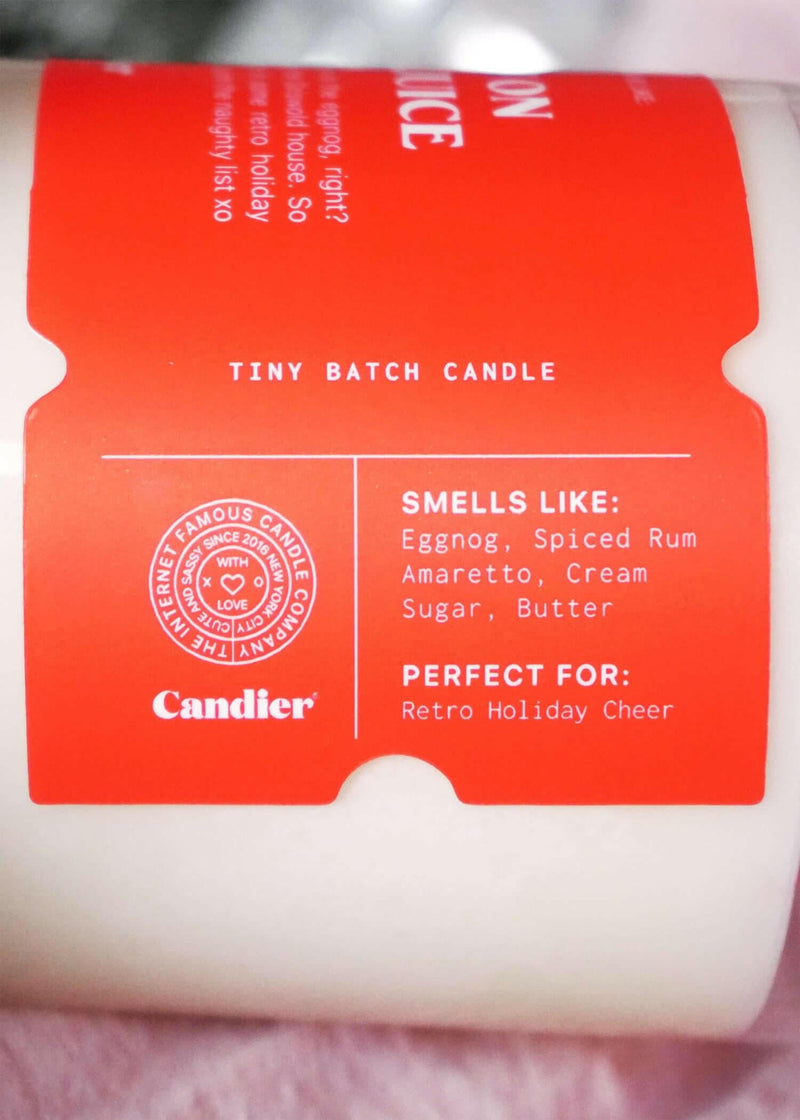 ON
UICE
eggnog, right?
house. So
retro holiday
naughty list xo
TINY BATCH CANDLE
THE INTERNET FAMOUS CANDLE COMPANY
CUTE AND SASSY SINCE 2016 NEW YORK CITY
WITH
X O
LOVE
Candier
SMELLS LIKE:
Eggnog, Spiced Rum
Amaretto, Cream
Sugar, Butter
PERFECT FOR:
Retro Holiday Cheer